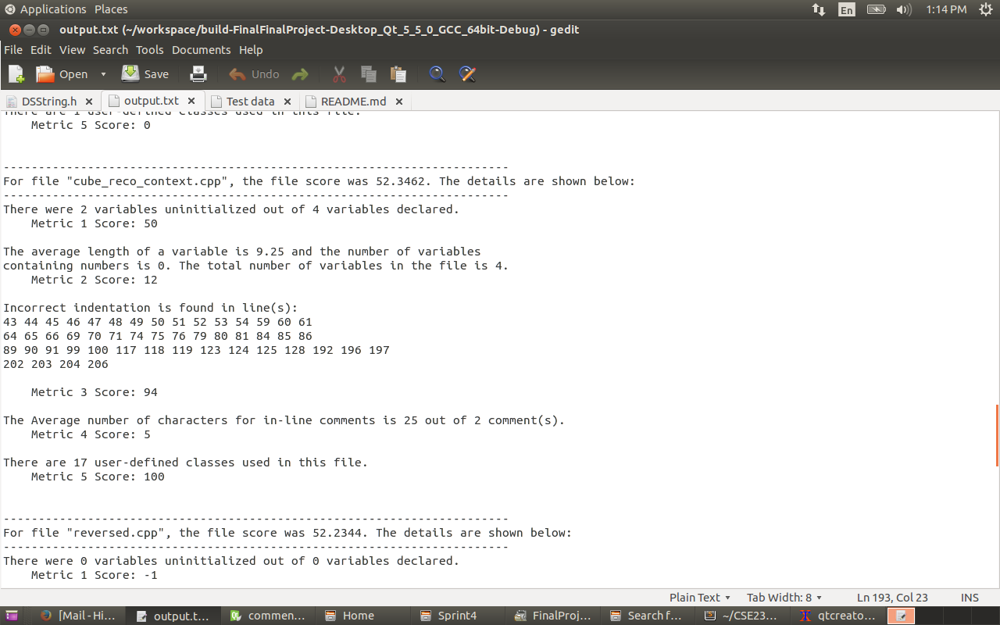 Applications Places
En
1:14 PM
output.txt (~/workspace/build-FinalFinalProject-Desktop_Qt_5_5_0_GCC_64bit-Debug) - gedit
File Edit View Search Tools Documents Help
Open Save Undo
DSString.h output.txt Test data README.md
There are 1 user-defined classes used in this file.
Metric 5 Score: 0
------------------------------------------------------------------------
For file "cube_reco_context.cpp", the file score was 52.3462. The details are shown below:
------------------------------------------------------------------------
There were 2 variables uninitialized out of 4 variables declared.
Metric 1 Score: 50
The average length of a variable is 9.25 and the number of variables
containing numbers is 0. The total number of variables in the file is 4.
Metric 2 Score: 12
Incorrect indentation is found in line(s):
43 44 45 46 47 48 49 50 51 52 53 54 59 60 61
64 65 66 69 70 71 74 75 76 79 80 81 84 85 86
89 90 91 99 100 117 118 119 123 124 125 128 192 196 197
202 203 204 206
Metric 3 Score: 94
The Average number of characters for in-line comments is 25 out of 2 comment(s).
Metric 4 Score: 5
There are 17 user-defined classes used in this file.
Metric 5 Score: 100
------------------------------------------------------------------------
For file "reversed.cpp", the file score was 52.2344. The details are shown below:
------------------------------------------------------------------------
There were 0 variables uninitialized out of 0 variables declared.
Metric 1 Score: -1
Plain Text Tab Width: 8 Ln 193, Col 23 INS
[Mail - Hi... output.t... commen... Home Sprint4 FinalProj... Search f... ~/CSE23... qtcreato...